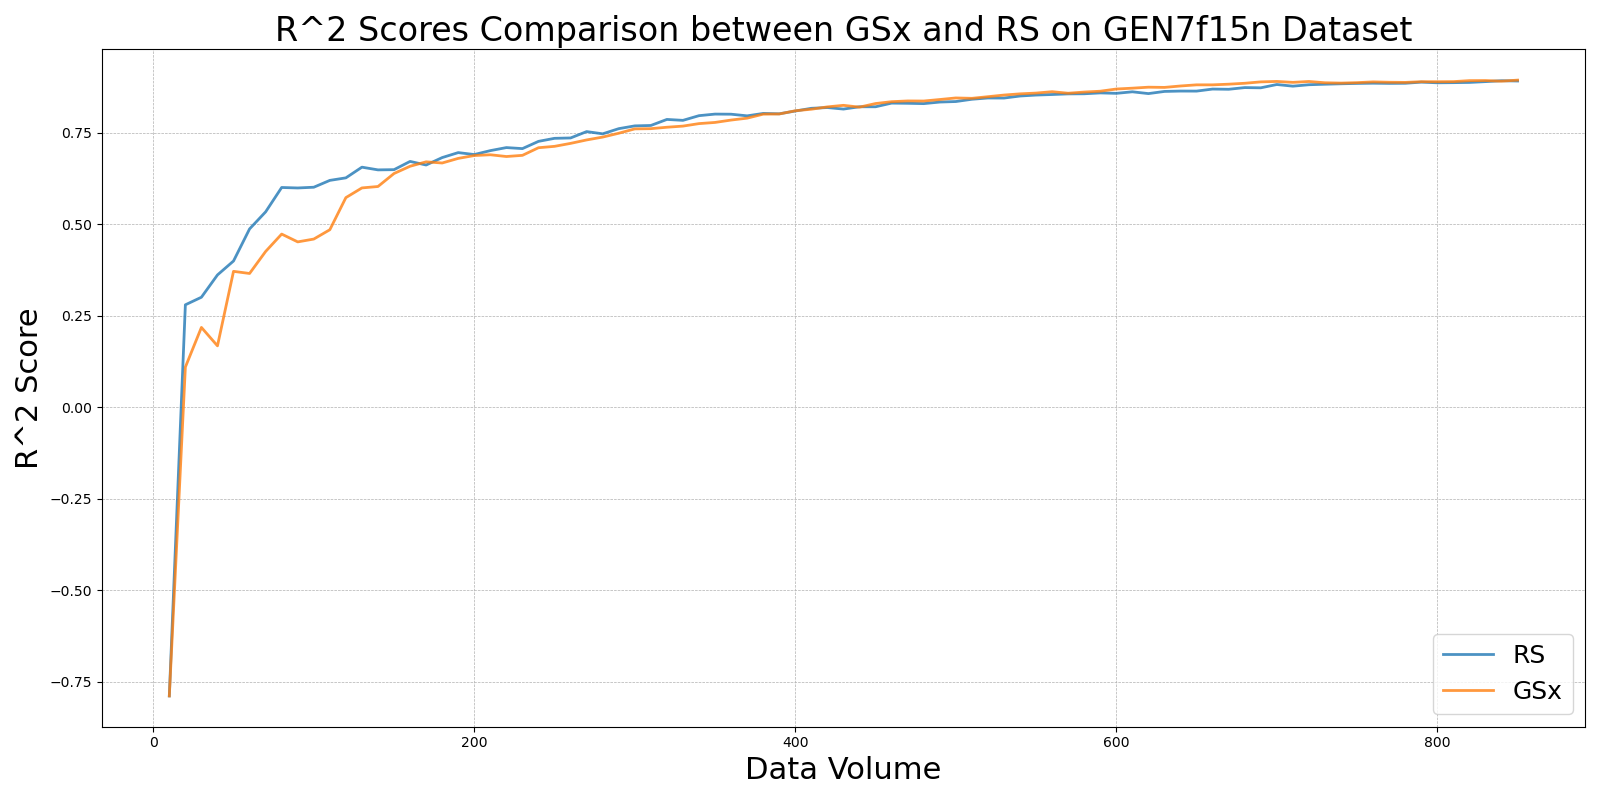 R^2 Scores Comparison between GSx and RS on GEN7f15n Dataset
R^2 Score
0.75
0.50
0.25
0.00
−0.25
−0.50
−0.75
RS
GSx
0 200 400 600 800
Data Volume